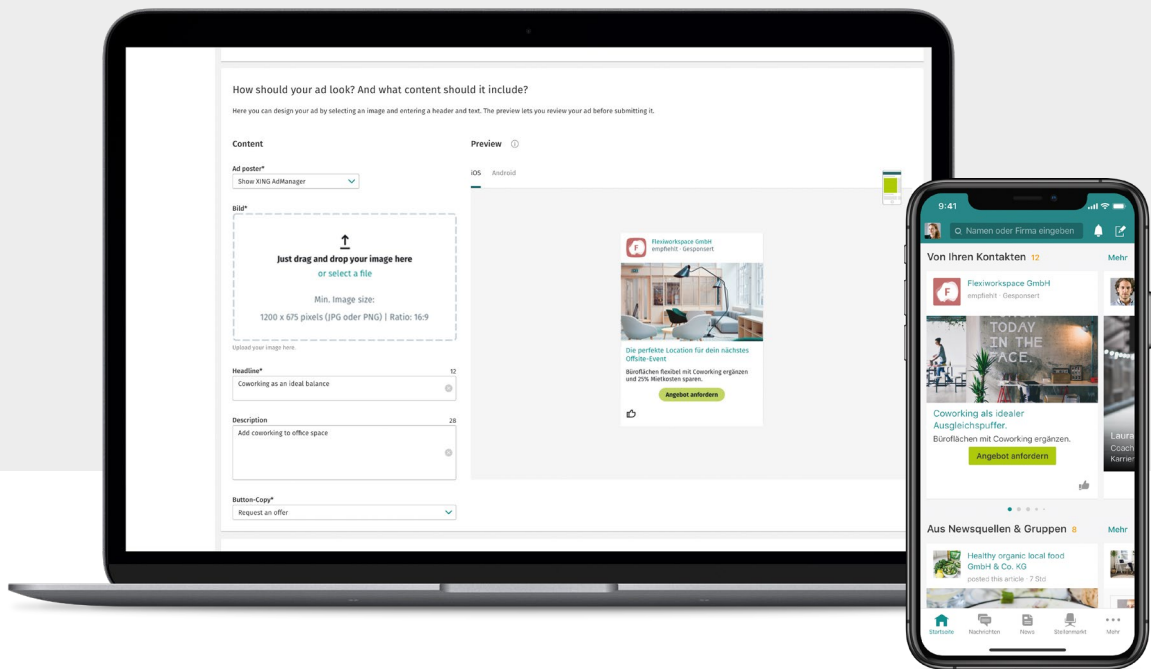 How should your ad look? And what content should it include?
Here you can design your ad by selecting an image and entering a header and text. The preview lets you review your ad before submitting it.
Content
Ad poster*
Show XING AdManager
Bild*
Just drag and drop your image here
or select a file
Min. Image size:
1200 x 675 pixels (JPG oder PNG) | Ratio: 16:9
Upload your image here.
Headline*
12
Coworking as an ideal balance
Description
28
Add coworking to office space
Button-Copy*
Request an offer
Preview
iOS
Android
F
Flexiworkspace GmbH
empfiehlt · Gesponsert
Die perfekte Location für dein nächstes
Offsite-Event
Büroflächen flexibel mit Coworking ergänzen
und 25% Mietkosten sparen.
Angebot anfordern
9:41
Namen oder Firma eingeben
Von Ihren Kontakten 12
Mehr
F
Flexiworkspace GmbH
empfiehlt · Gesponsert
TODAY
IN THE
FACE.
Coworking als idealer
Ausgleichspuffer.
Büroflächen mit Coworking ergänzen.
Angebot anfordern
Laura
Coach
Karrier
Aus Newsquellen & Gruppen 8
Mehr
Healthy organic local food
GmbH & Co. KG
posted this article · 7 Std
Startseite
Nachrichten
News
Stellenmarkt
Mehr